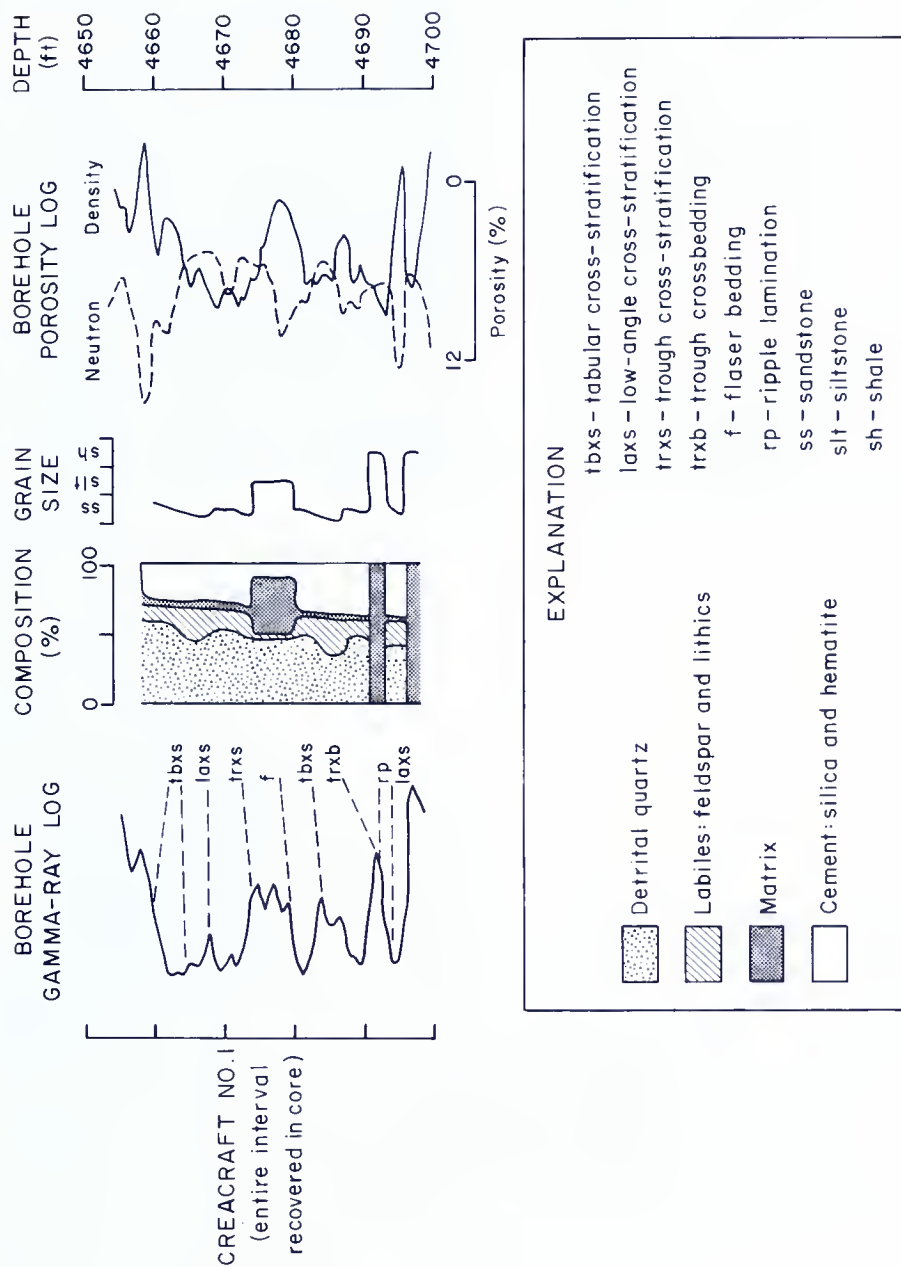 CREACRAFT NO. 1
(entire interval
recovered in core)
BOREHOLE
GAMMA-RAY LOG
tbxs
laxs
trxs
f
tbxs
trxb
rp
laxs
COMPOSITION
(%)
0
100
GRAIN
SIZE
ss
slt
sh
BOREHOLE
POROSITY LOG
Neutron
Density
12
0
Porosity (%)
DEPTH
(ft)
4650
4660
4670
4680
4690
4700
EXPLANATION
Detrital quartz
Labiles: feldspar and lithics
Matrix
Cement: silica and hematite
tbxs – tabular cross-stratification
laxs – low-angle cross-stratification
trxs – trough cross-stratification
trxb – trough crossbedding
f – flaser bedding
rp – ripple lamination
ss – sandstone
slt – siltstone
sh – shale